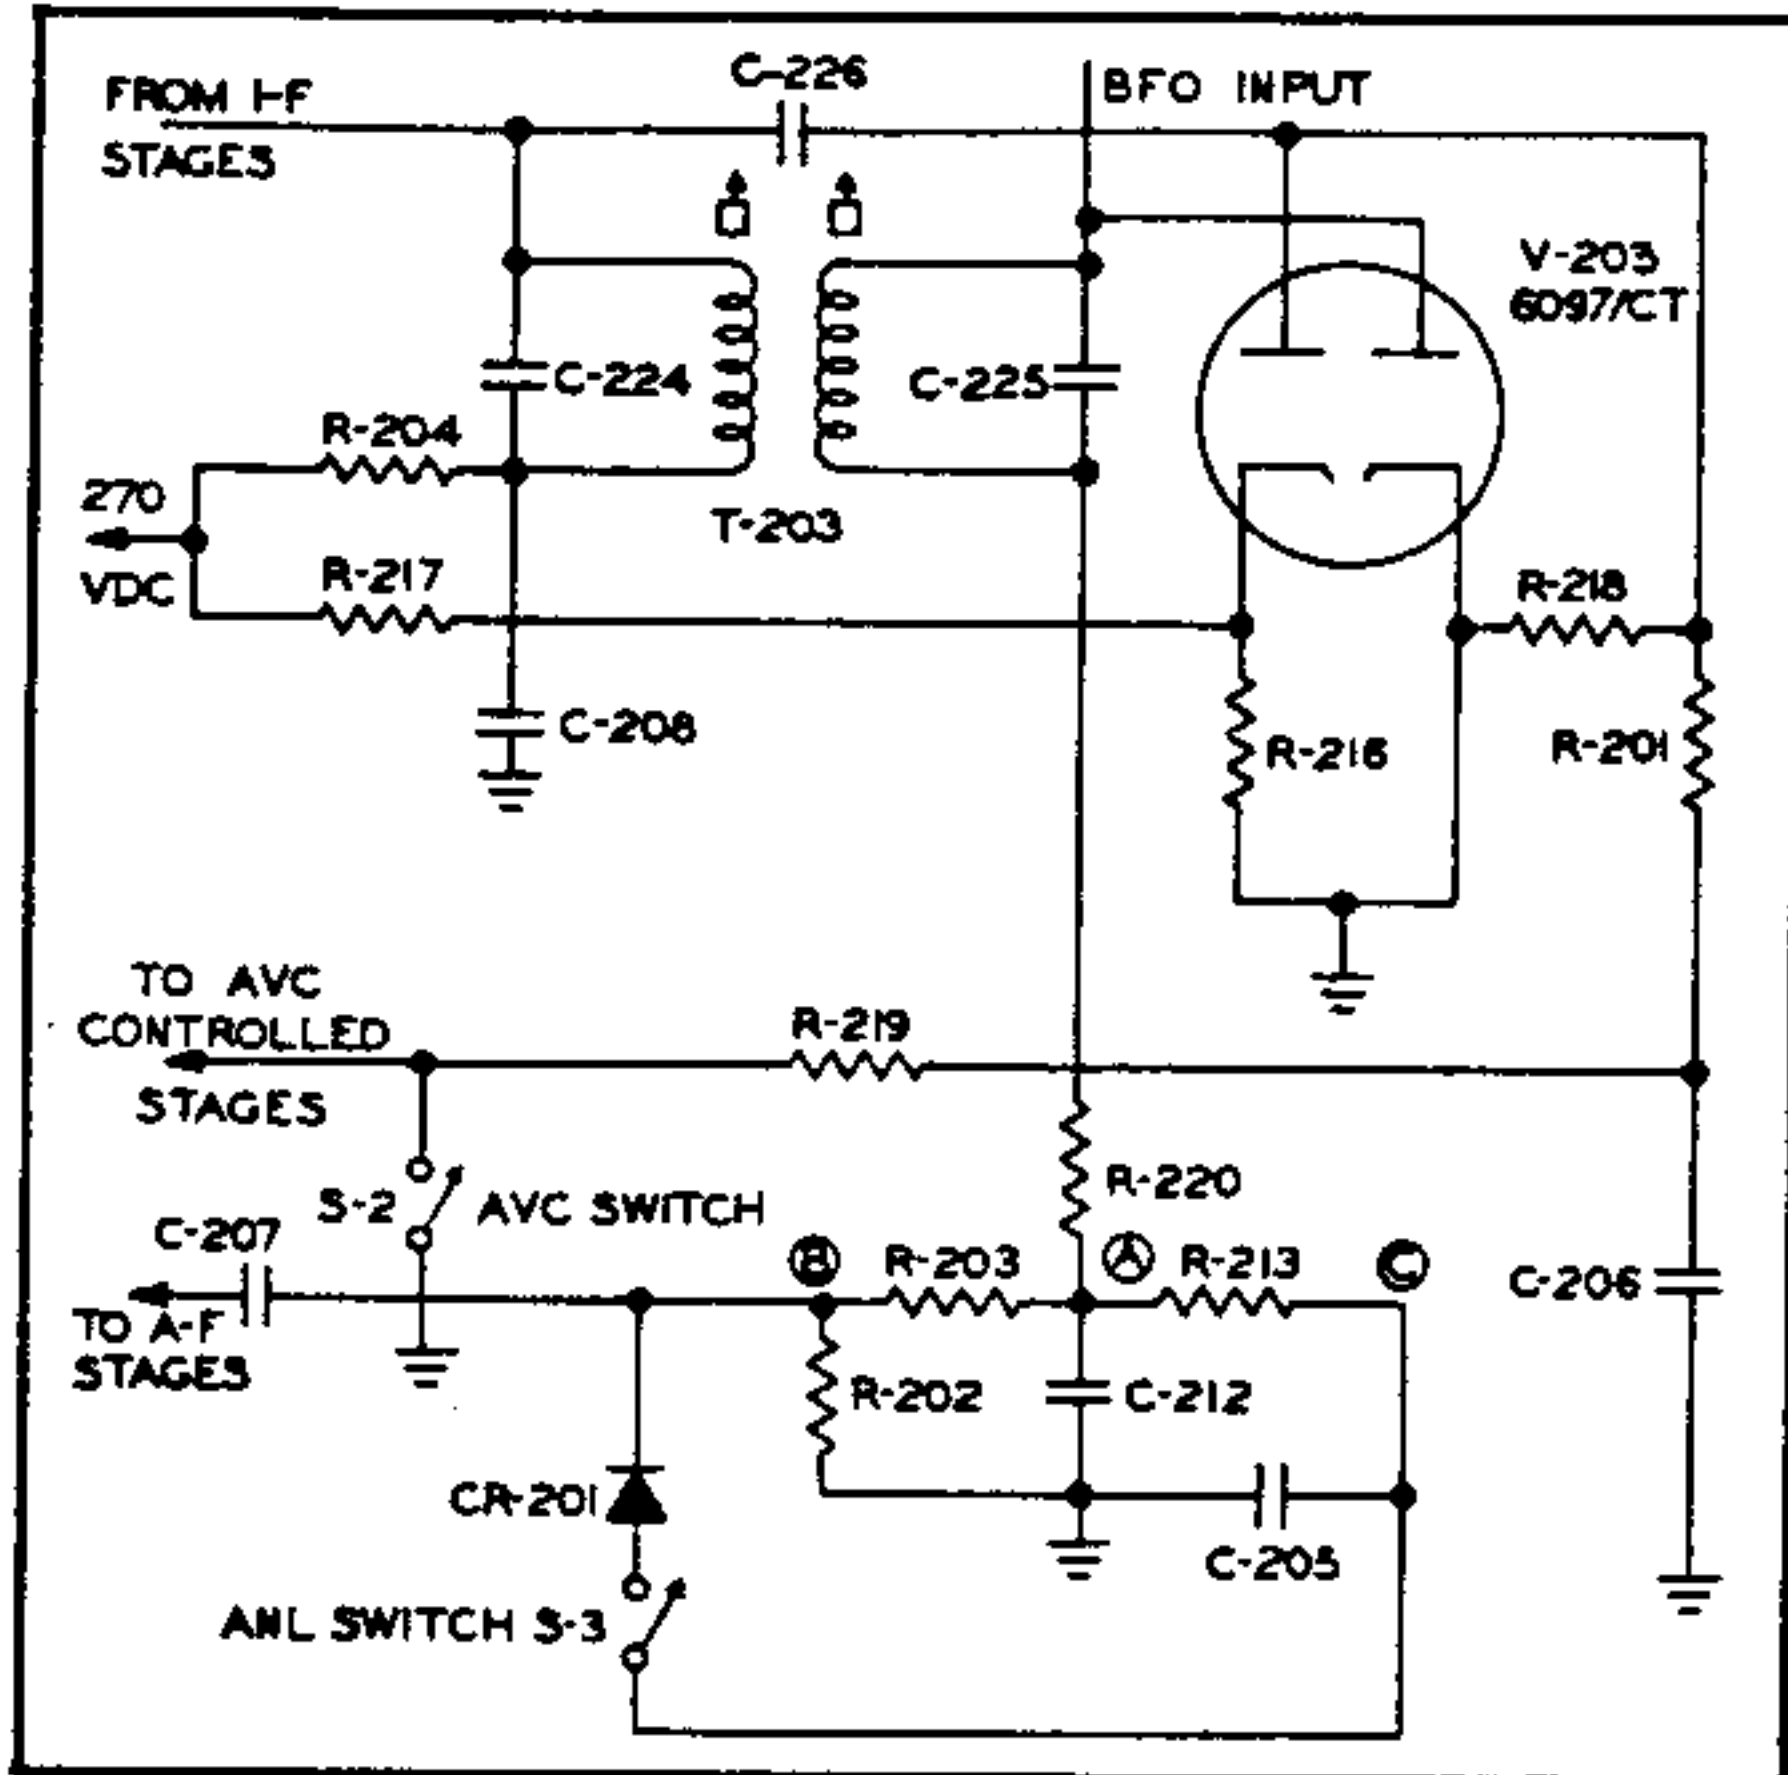 FROM I-F
STAGES
C-226
BFO INPUT
V-203
6097/CT
C-224
C-225
R-204
270
VDC
T-203
R-217
R-218
C-208
R-216
R-201
TO AVC
CONTROLLED
STAGES
R-219
R-220
S-2
AVC SWITCH
C-207
TO A-F
STAGES
B
R-203
A
R-213
C
C-206
R-202
C-212
CR-201
C-205
ANL SWITCH S-3